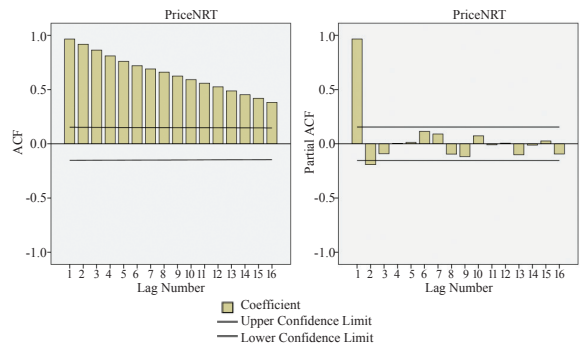 PriceNRT
1.0
0.5
0.0
-0.5
-1.0
ACF
1 2 3 4 5 6 7 8 9 10 11 12 13 14 15 16
Lag Number
PriceNRT
1.0
0.5
0.0
-0.5
-1.0
Partial ACF
1 2 3 4 5 6 7 8 9 10 11 12 13 14 15 16
Lag Number
Coefficient
Upper Confidence Limit
Lower Confidence Limit